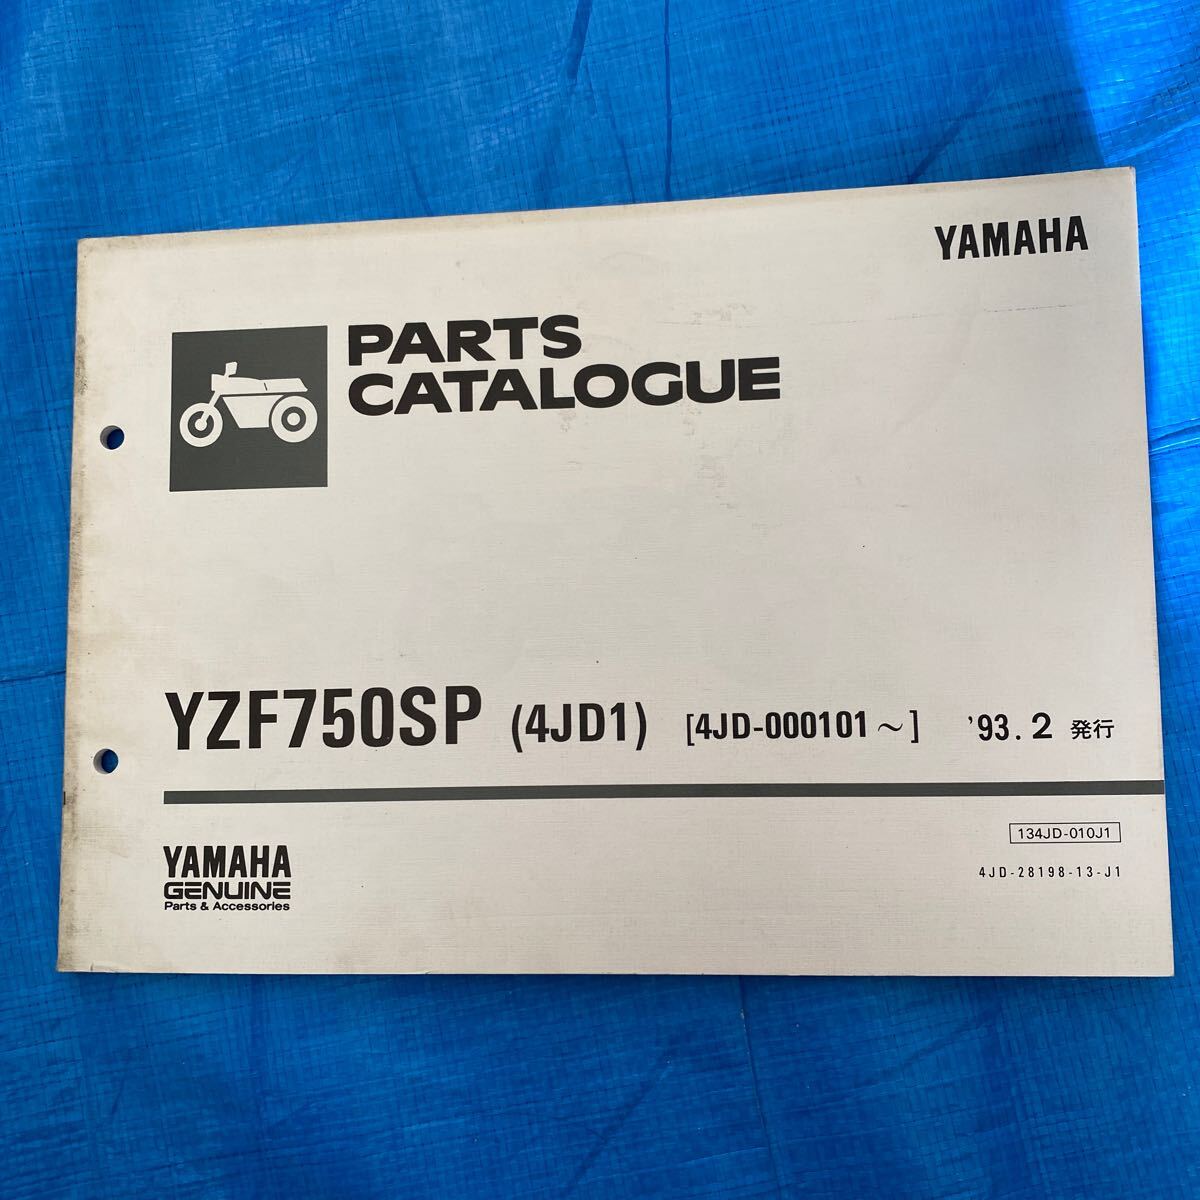 YAMAHA
PARTS
CATALOGUE
YZF750SP (4JD1) [4JD-000101～] '93.2 発行
134JD-010J1
4JD-28198-13-J1
YAMAHA
GENUINE
Parts & Accessories